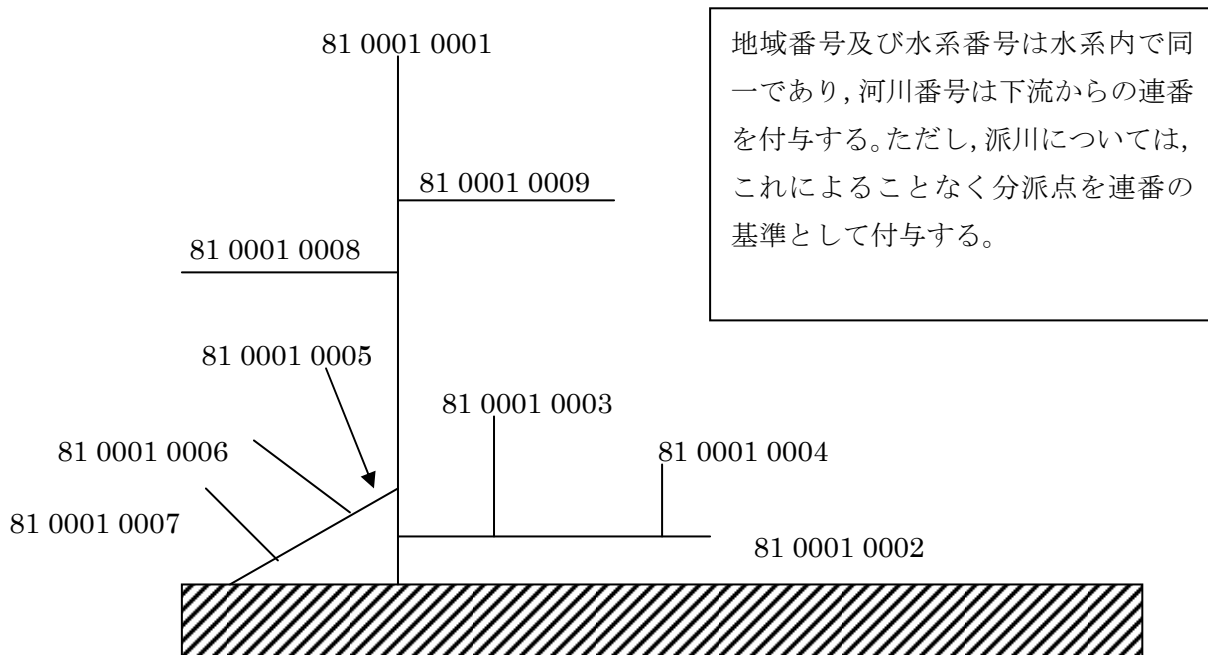 81 0001 0001
地域番号及び水系番号は水系内で同
一であり,河川番号は下流からの連番
を付与する。ただし,派川については,
これによることなく分派点を連番の
基準として付与する。
81 0001 0009
81 0001 0008
81 0001 0005
81 0001 0003
81 0001 0006
81 0001 0004
81 0001 0007
81 0001 0002